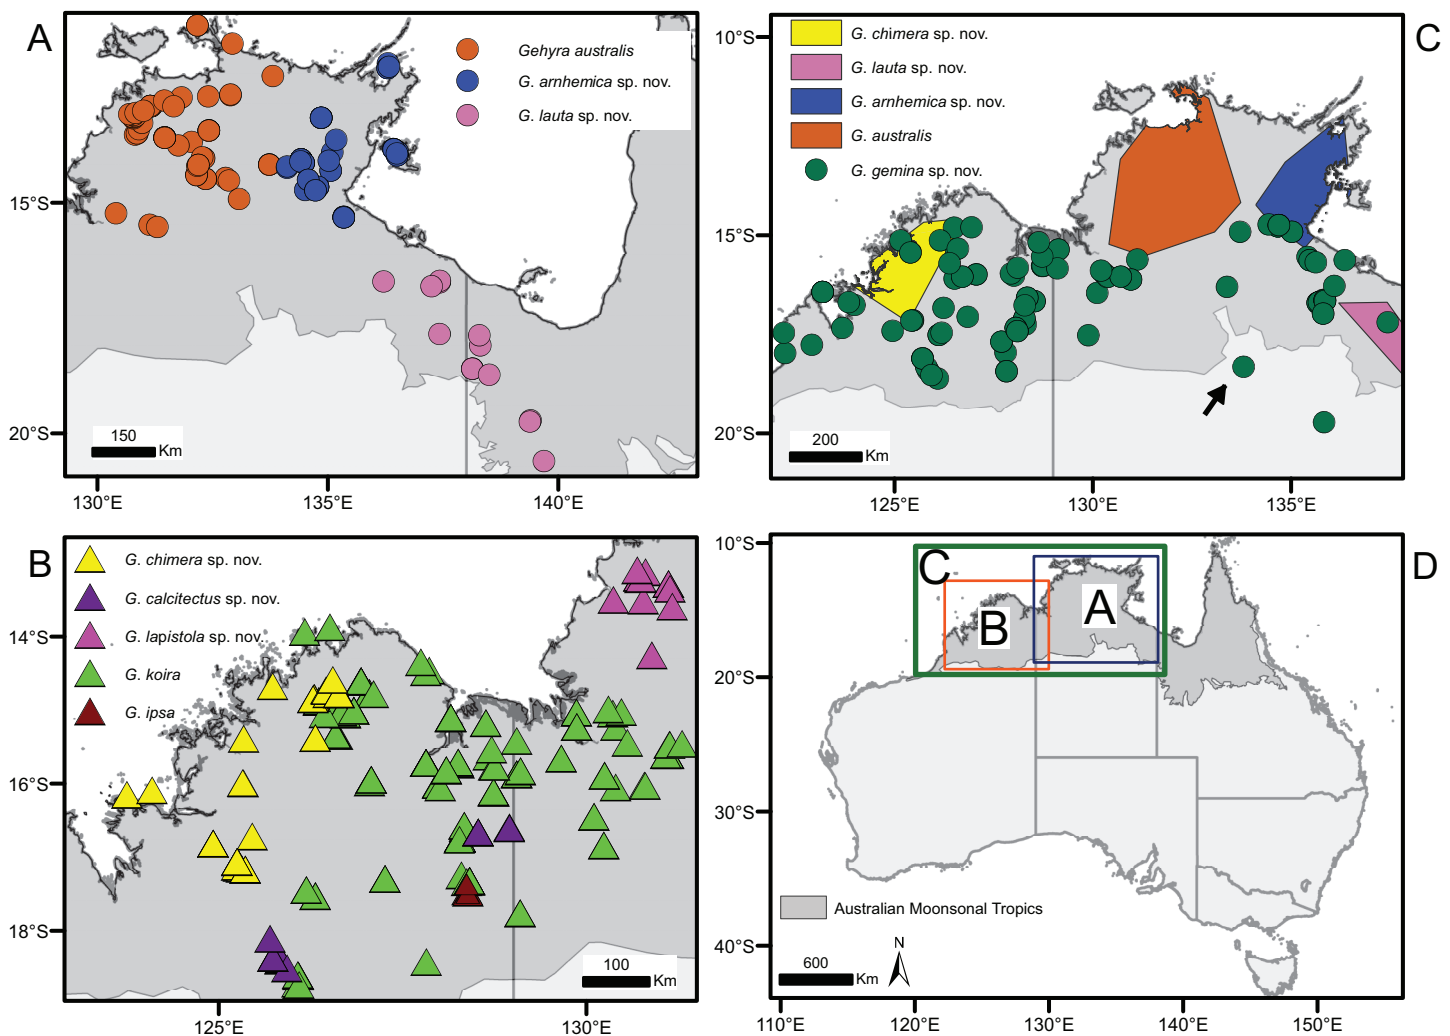 A
Gehyra australis
G. arnhemica sp. nov.
G. lauta sp. nov.
15°S
20°S
150
Km
130°E
135°E
140°E
C
G. chimera sp. nov.
G. lauta sp. nov.
G. arnhemica sp. nov.
G. australis
G. gemina sp. nov.
10°S
15°S
20°S
200
Km
125°E
130°E
135°E
B
G. chimera sp. nov.
G. calcitectus sp. nov.
G. lapistola sp. nov.
G. koira
G. ipsa
14°S
16°S
18°S
100
Km
125°E
130°E
D
C
B
A
10°S
20°S
30°S
40°S
Australian Moonsonal Tropics
600
Km
N
110°E
120°E
130°E
140°E
150°E